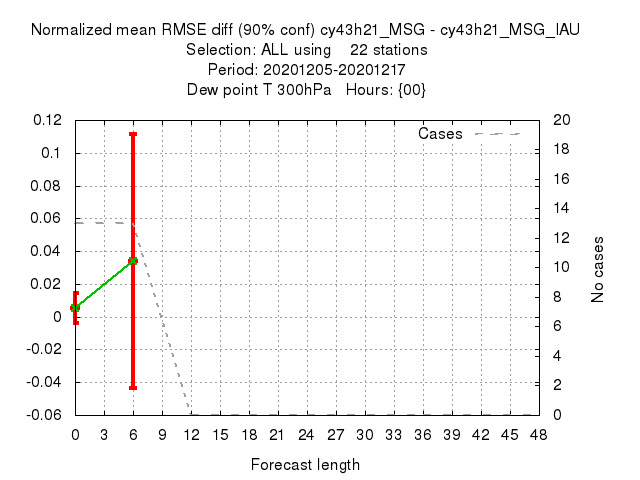 Normalized mean RMSE diff (90% conf) cy43h21_MSG - cy43h21_MSG_IAU
Selection: ALL using    22 stations
Period: 20201205-20201217
Dew point T 300hPa   Hours: {00}
Cases
0.12
0.1
0.08
0.06
0.04
0.02
0
-0.02
-0.04
-0.06
20
18
16
14
12
10
8
6
4
2
0
No cases
0 3 6 9 12 15 18 21 24 27 30 33 36 39 42 45 48
Forecast length